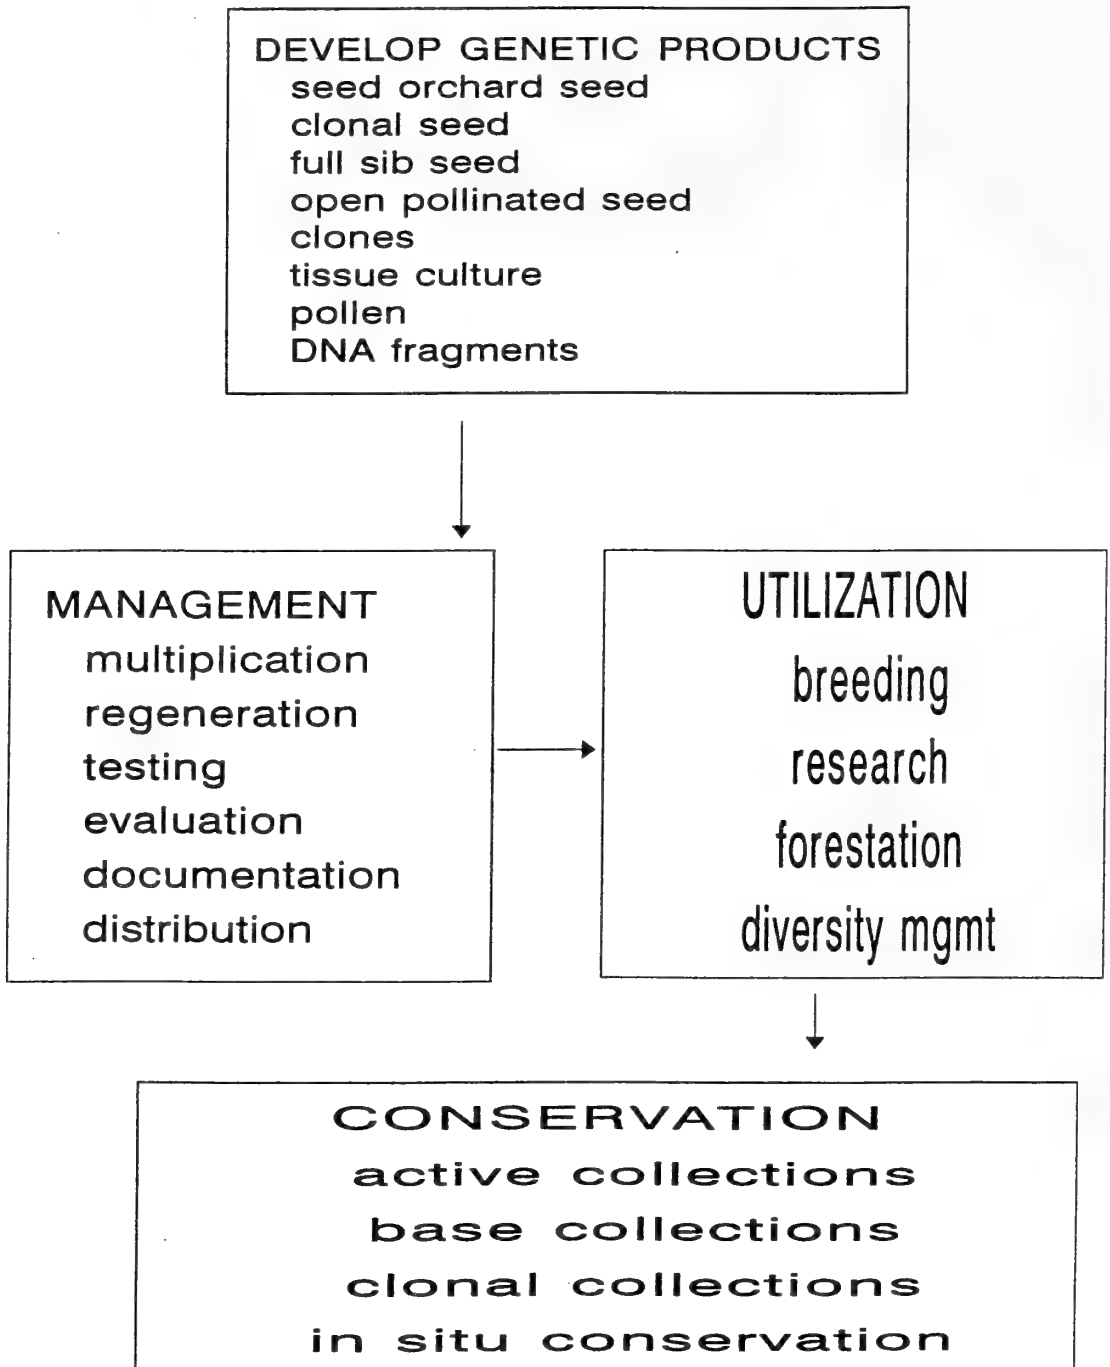 DEVELOP GENETIC PRODUCTS
seed orchard seed
clonal seed
full sib seed
open pollinated seed
clones
tissue culture
pollen
DNA fragments
MANAGEMENT
multiplication
regeneration
testing
evaluation
documentation
distribution
UTILIZATION
breeding
research
forestation
diversity mgmt
CONSERVATION
active collections
base collections
clonal collections
in situ conservation